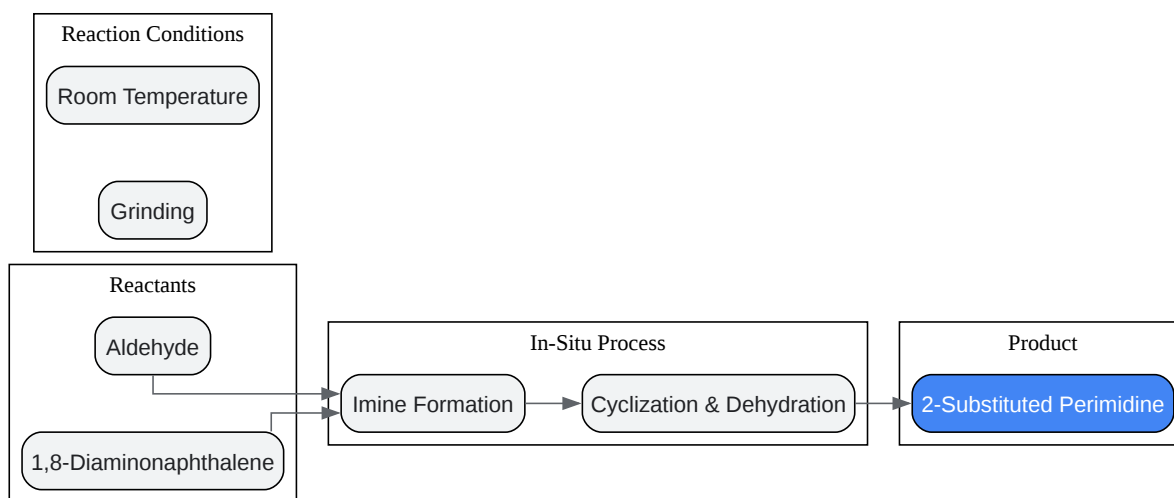 Reaction Conditions
Room Temperature
Grinding
Reactants
Aldehyde
1,8-Diaminonaphthalene
In-Situ Process
Imine Formation
Cyclization & Dehydration
Product
2-Substituted Perimidine